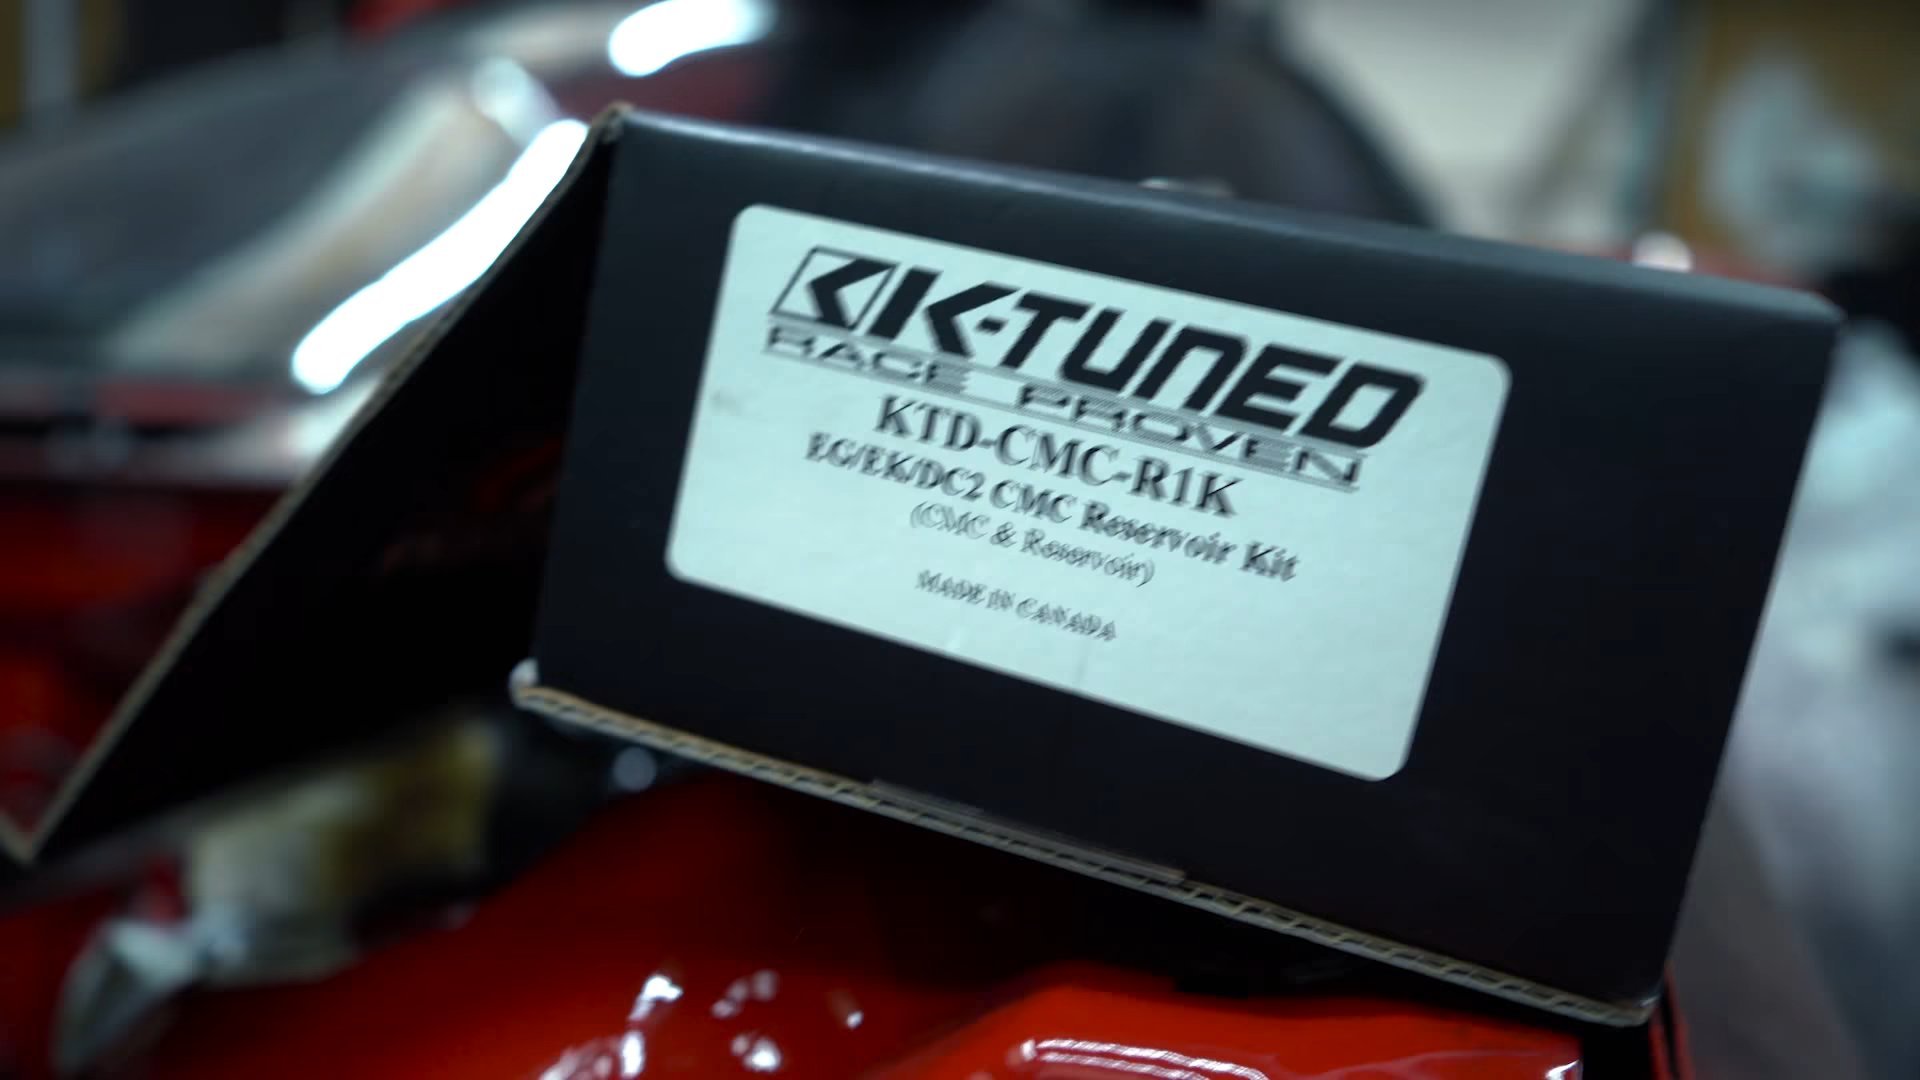 K-TUNED
RACE PROVEN
KTD-CMC-R1K
EG/EK/DC2 CMC Reservoir Kit
(CMC & Reservoir)
MADE IN CANADA